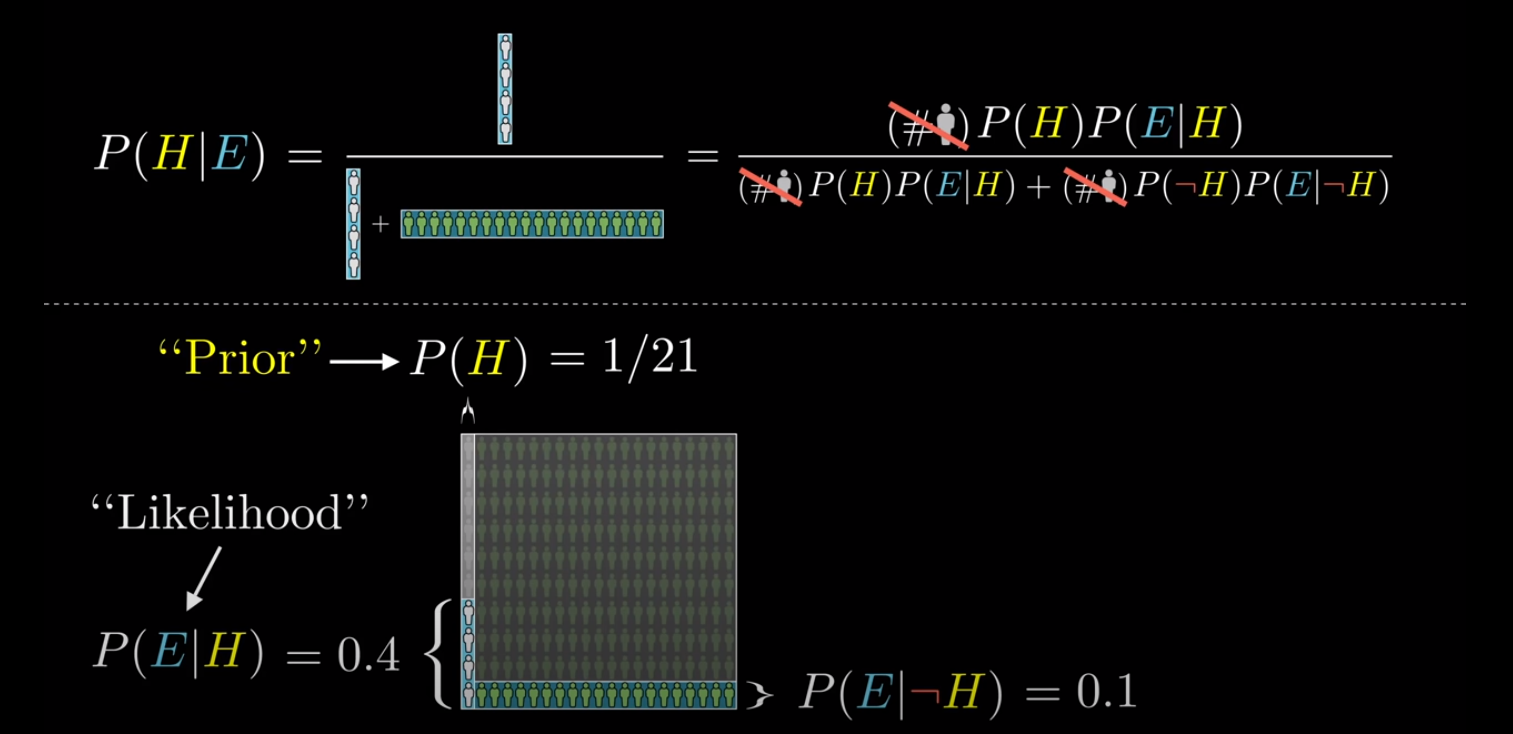 P(H|E) = + = (#)P(H)P(E|H)
(#)P(H)P(E|H) + (#)P(¬H)P(E|¬H)
“Prior” P(H) = 1/21
“Likelihood”
P(E|H) = 0.4
P(E|¬H) = 0.1